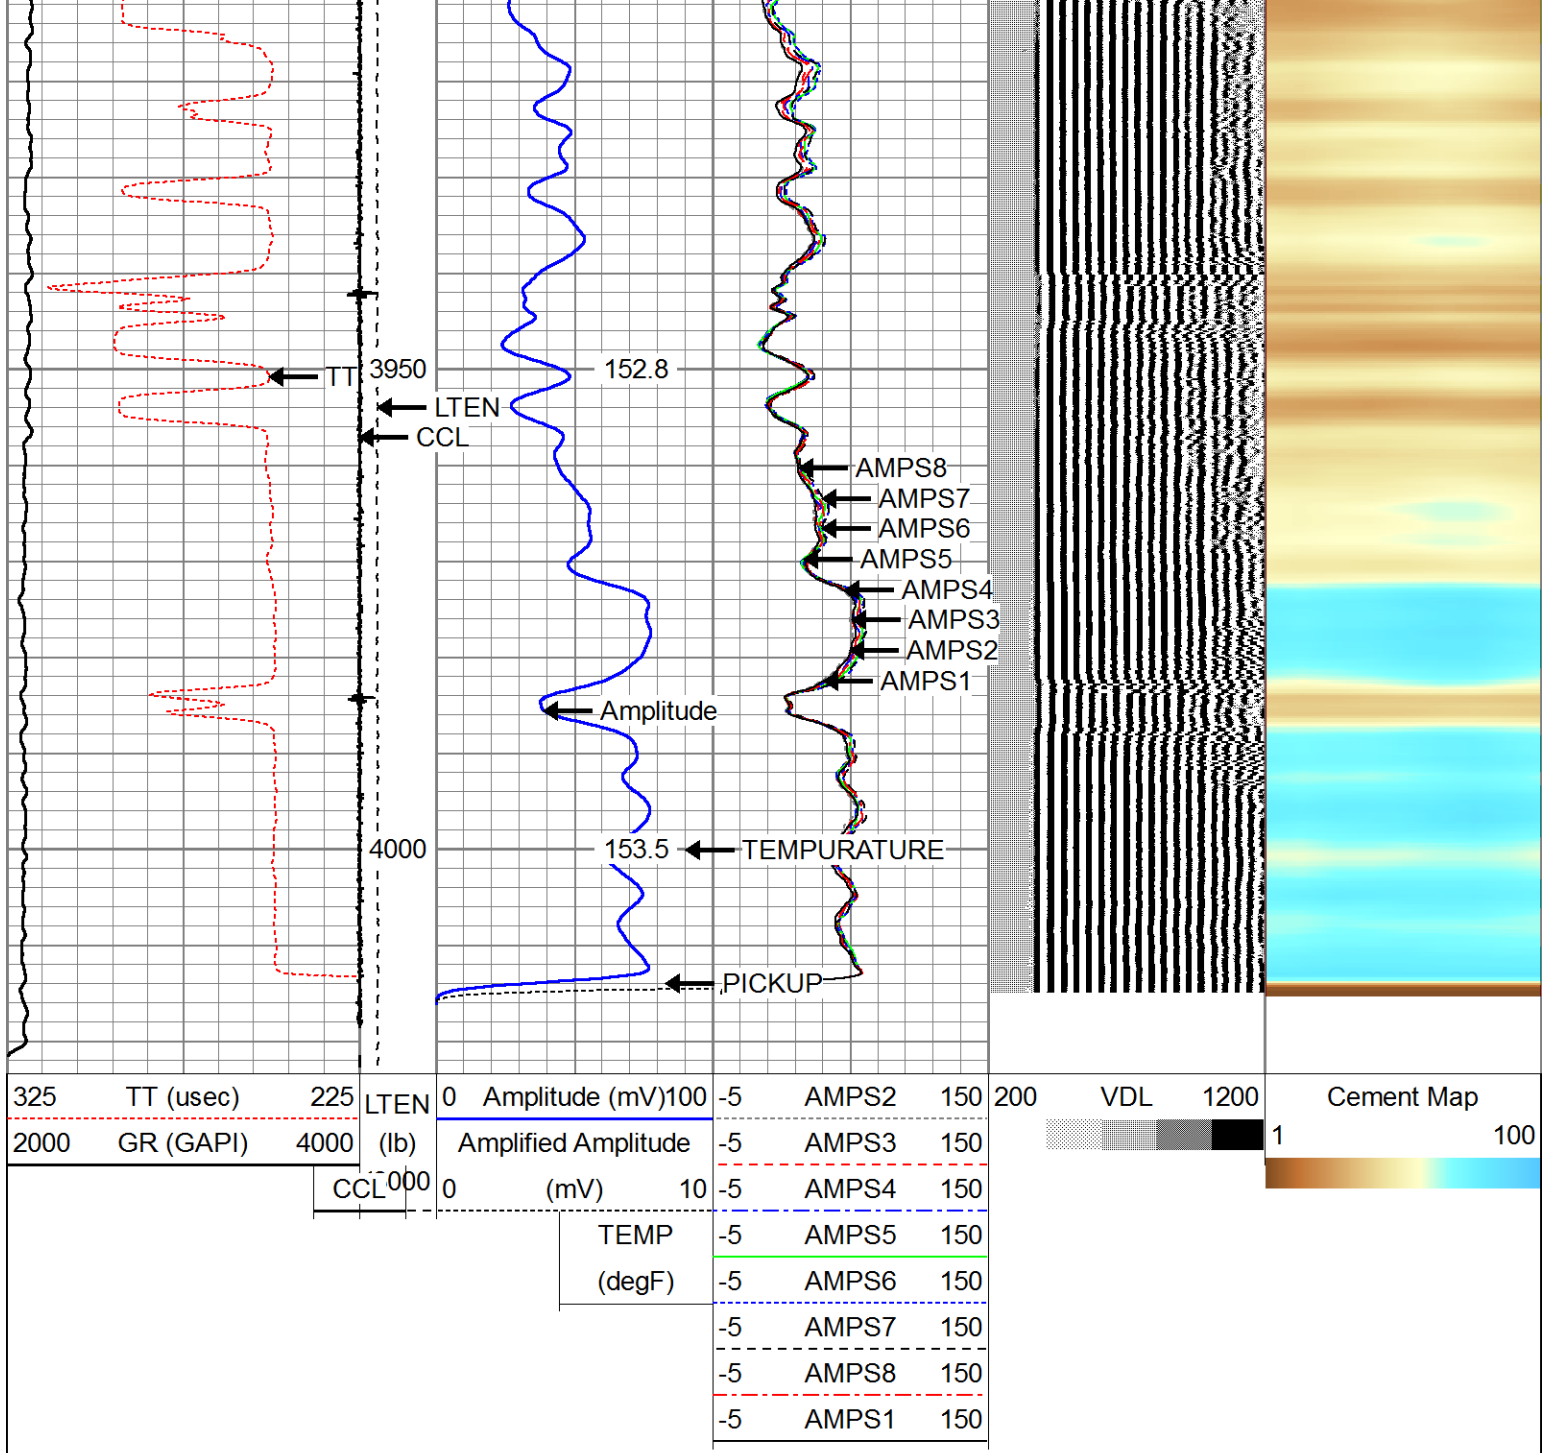 TT 3950 152.8
LTEN
CCL
AMPS8
AMPS7
AMPS6
AMPS5
AMPS4
AMPS3
AMPS2
AMPS1
Amplitude
4000 153.5 TEMPURATURE
PICKUP
325 TT (usec) 225
2000 GR (GAPI) 4000
LTEN
(lb)
000
CCL
0 Amplitude (mV)100
Amplified Amplitude
0 (mV) 10
TEMP
(degF)
-5 AMPS2 150
-5 AMPS3 150
-5 AMPS4 150
-5 AMPS5 150
-5 AMPS6 150
-5 AMPS7 150
-5 AMPS8 150
-5 AMPS1 150
200 VDL 1200
Cement Map
1 100